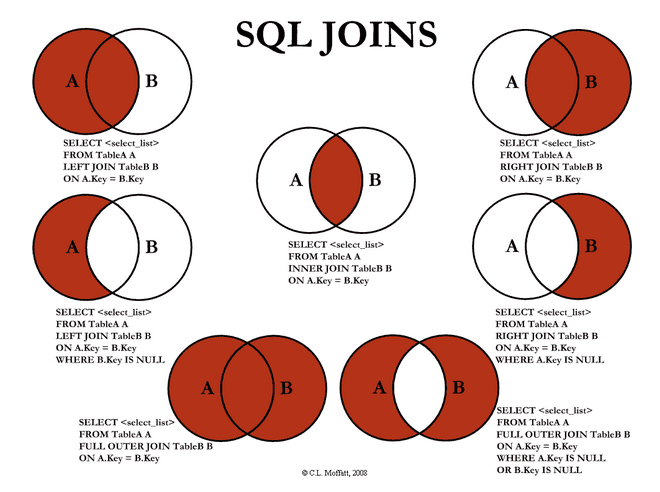 SQL JOINS
A B
SELECT <select_list>
FROM TableA A
LEFT JOIN TableB B
ON A.Key = B.Key
A B
SELECT <select_list>
FROM TableA A
RIGHT JOIN TableB B
ON A.Key = B.Key
A B
SELECT <select_list>
FROM TableA A
INNER JOIN TableB B
ON A.Key = B.Key
A B
SELECT <select_list>
FROM TableA A
LEFT JOIN TableB B
ON A.Key = B.Key
WHERE B.Key IS NULL
A B
SELECT <select_list>
FROM TableA A
RIGHT JOIN TableB B
ON A.Key = B.Key
WHERE A.Key IS NULL
A B
SELECT <select_list>
FROM TableA A
FULL OUTER JOIN TableB B
ON A.Key = B.Key
A B
SELECT <select_list>
FROM TableA A
FULL OUTER JOIN TableB B
ON A.Key = B.Key
WHERE A.Key IS NULL
OR B.Key IS NULL
© C.L. Moffatt, 2008